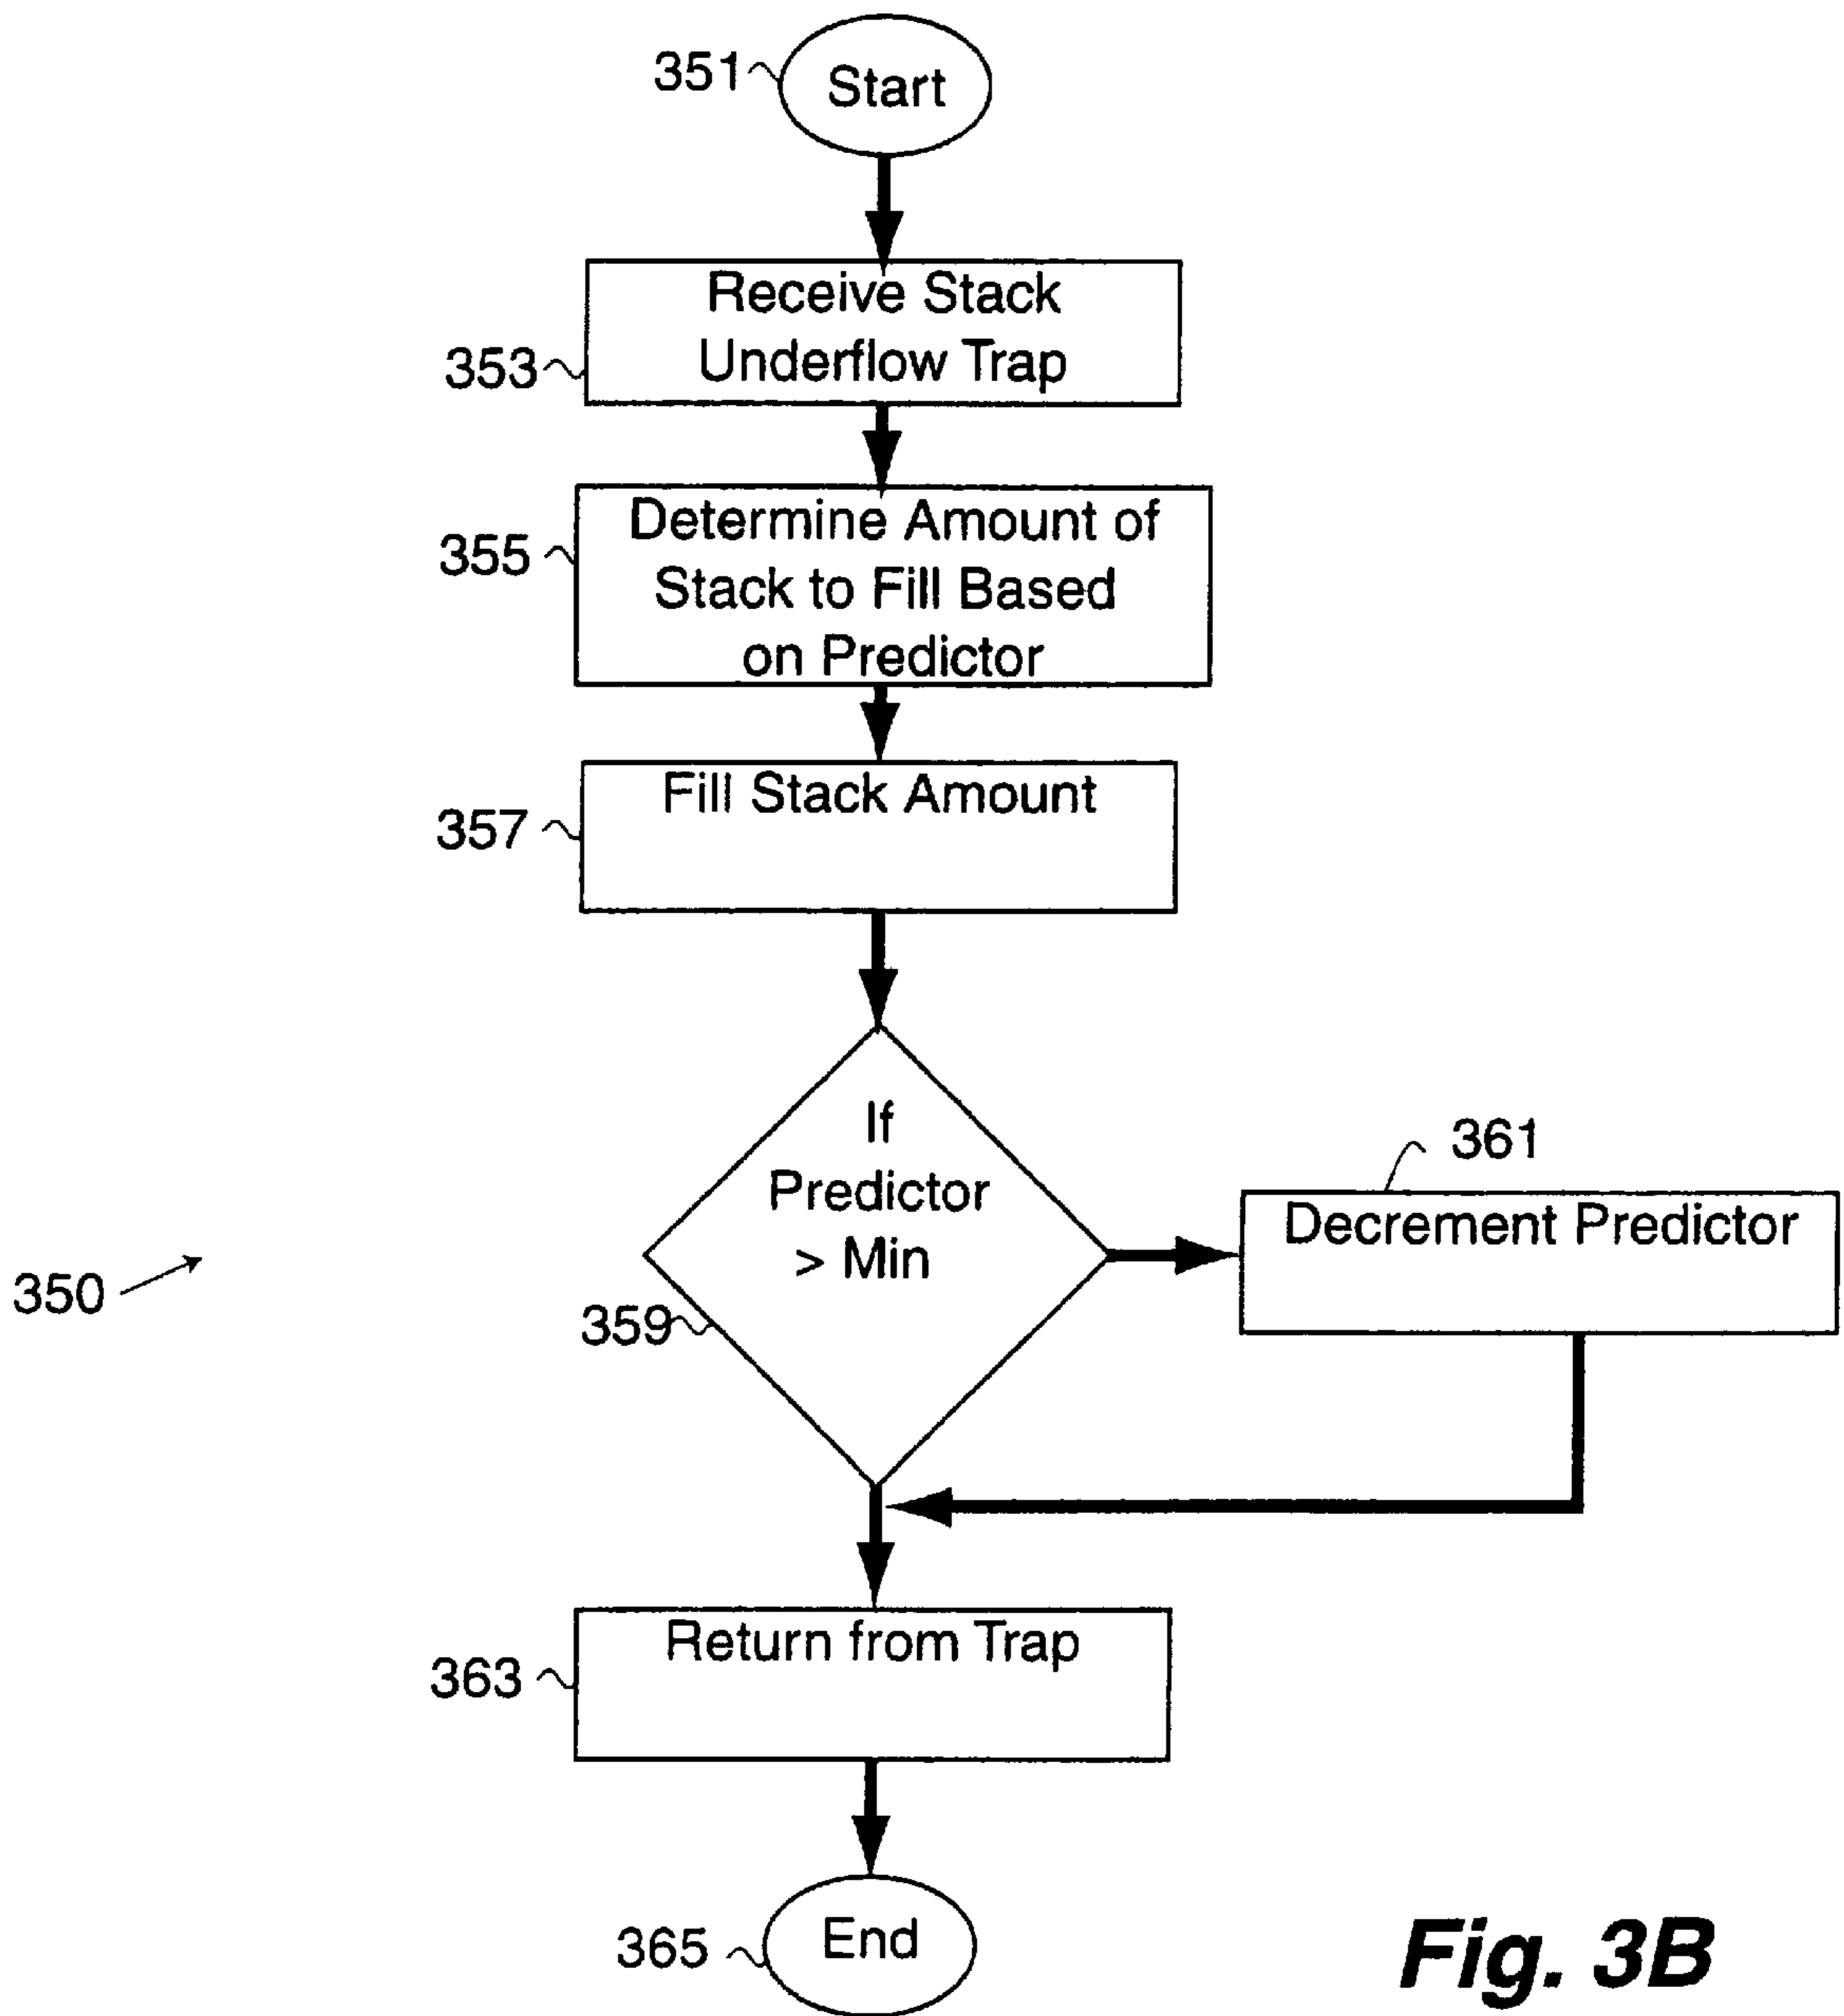 351
Start
Receive Stack
Underflow Trap
353
Determine Amount of
Stack to Fill Based
on Predictor
355
Fill Stack Amount
357
If
Predictor
> Min
359
361
Decrement Predictor
350
Return from Trap
363
End
365
Fig. 3B